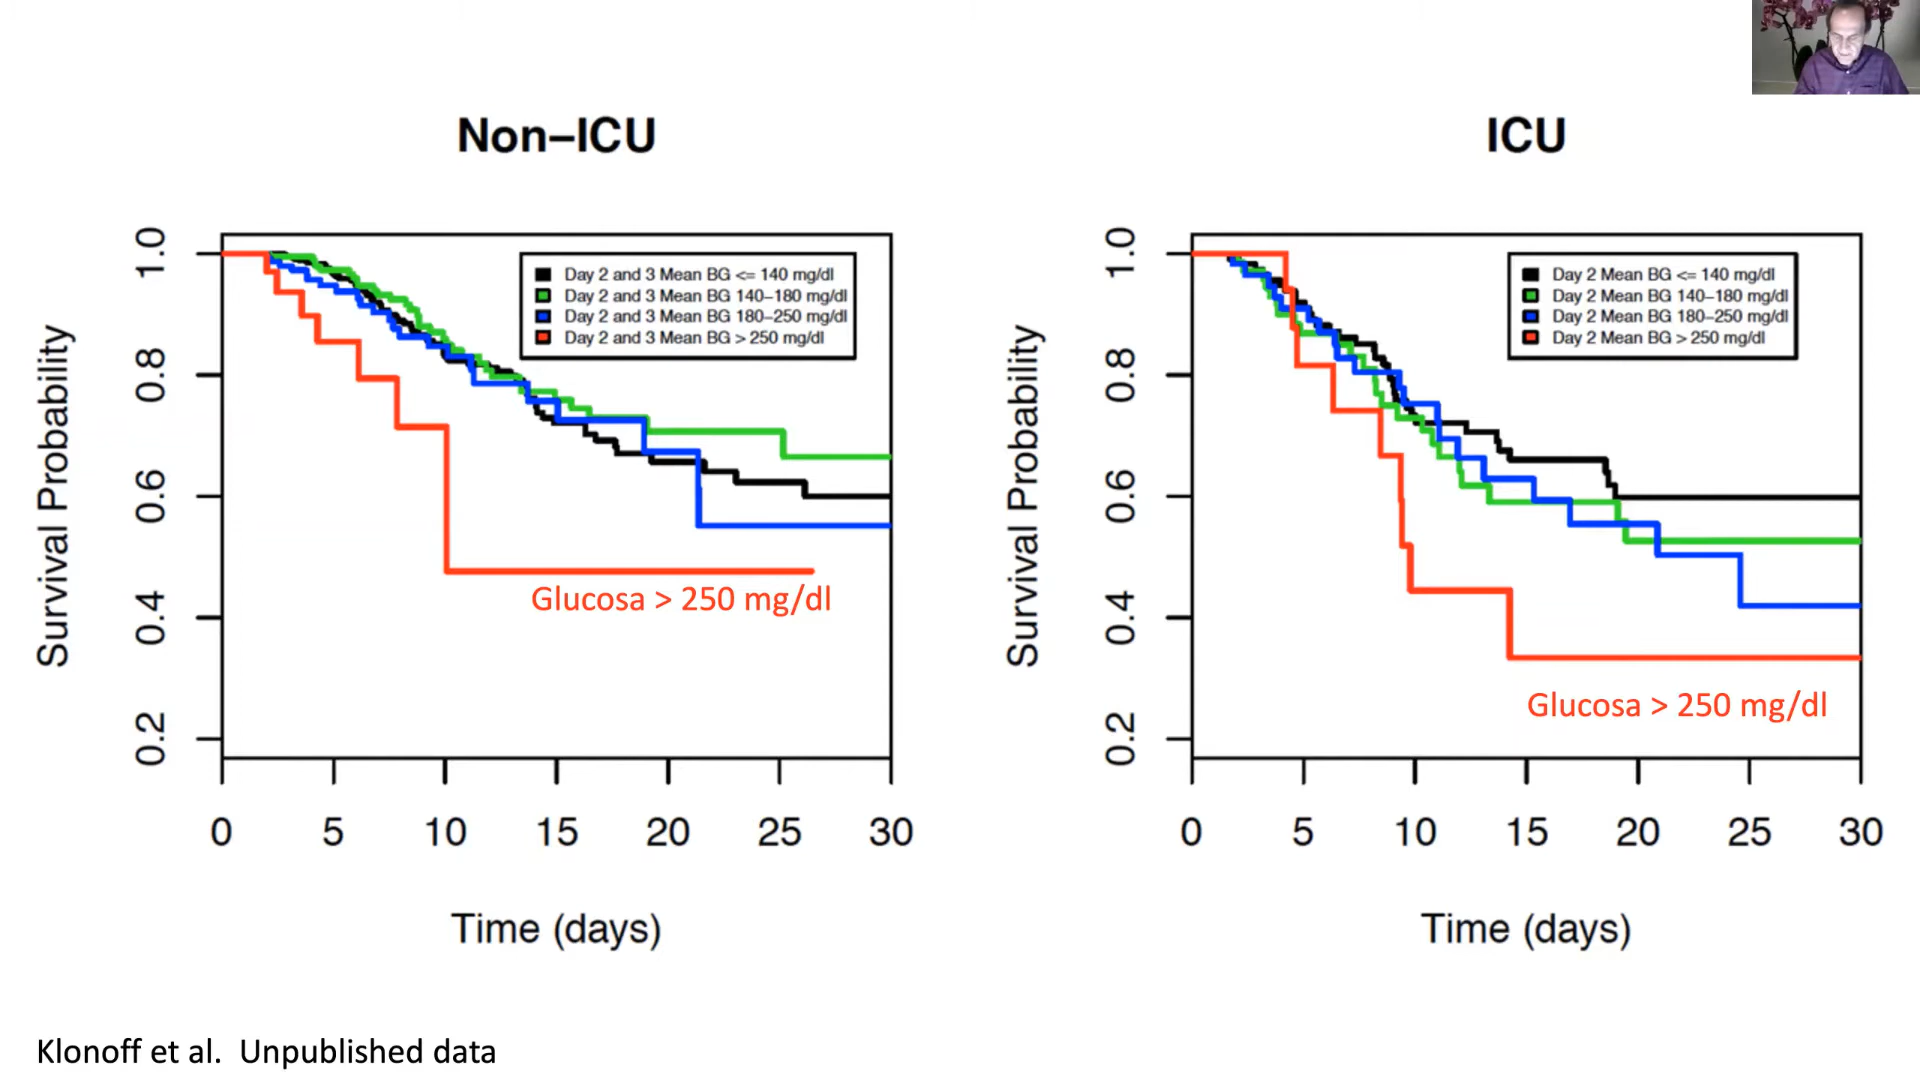 Non–ICU
Survival Probability
1.0
0.8
0.6
0.4
0.2
Day 2 and 3 Mean BG <= 140 mg/dl
Day 2 and 3 Mean BG 140–180 mg/dl
Day 2 and 3 Mean BG 180–250 mg/dl
Day 2 and 3 Mean BG > 250 mg/dl
Glucosa > 250 mg/dl
0 5 10 15 20 25 30
Time (days)
ICU
Survival Probability
1.0
0.8
0.6
0.4
0.2
Day 2 Mean BG <= 140 mg/dl
Day 2 Mean BG 140–180 mg/dl
Day 2 Mean BG 180–250 mg/dl
Day 2 Mean BG > 250 mg/dl
Glucosa > 250 mg/dl
0 5 10 15 20 25 30
Time (days)
Klonoff et al. Unpublished data